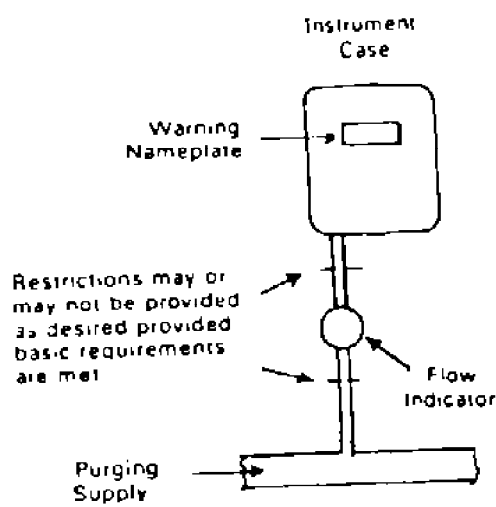 Instrument
Case
Warning
Nameplate
Restrictions may or
may not be provided
as desired provided
basic requirements
are met
Flow
Indicator
Purging
Supply